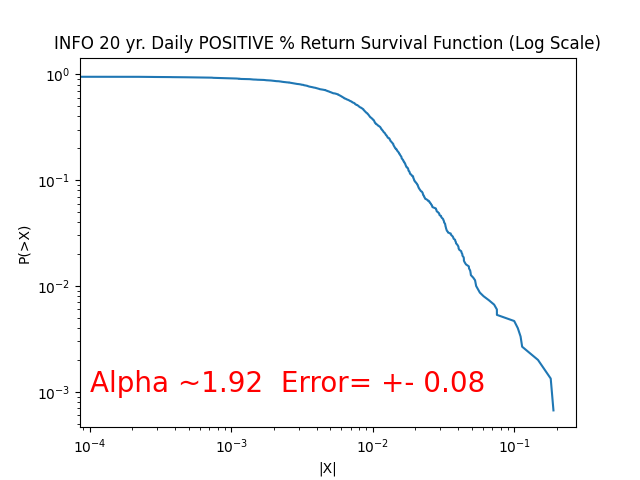 INFO 20 yr. Daily POSITIVE % Return Survival Function (Log Scale)
10⁰
10⁻¹
10⁻²
10⁻³
P(>X)
Alpha ~1.92  Error= +- 0.08
10⁻⁴ 10⁻³ 10⁻² 10⁻¹
|X|